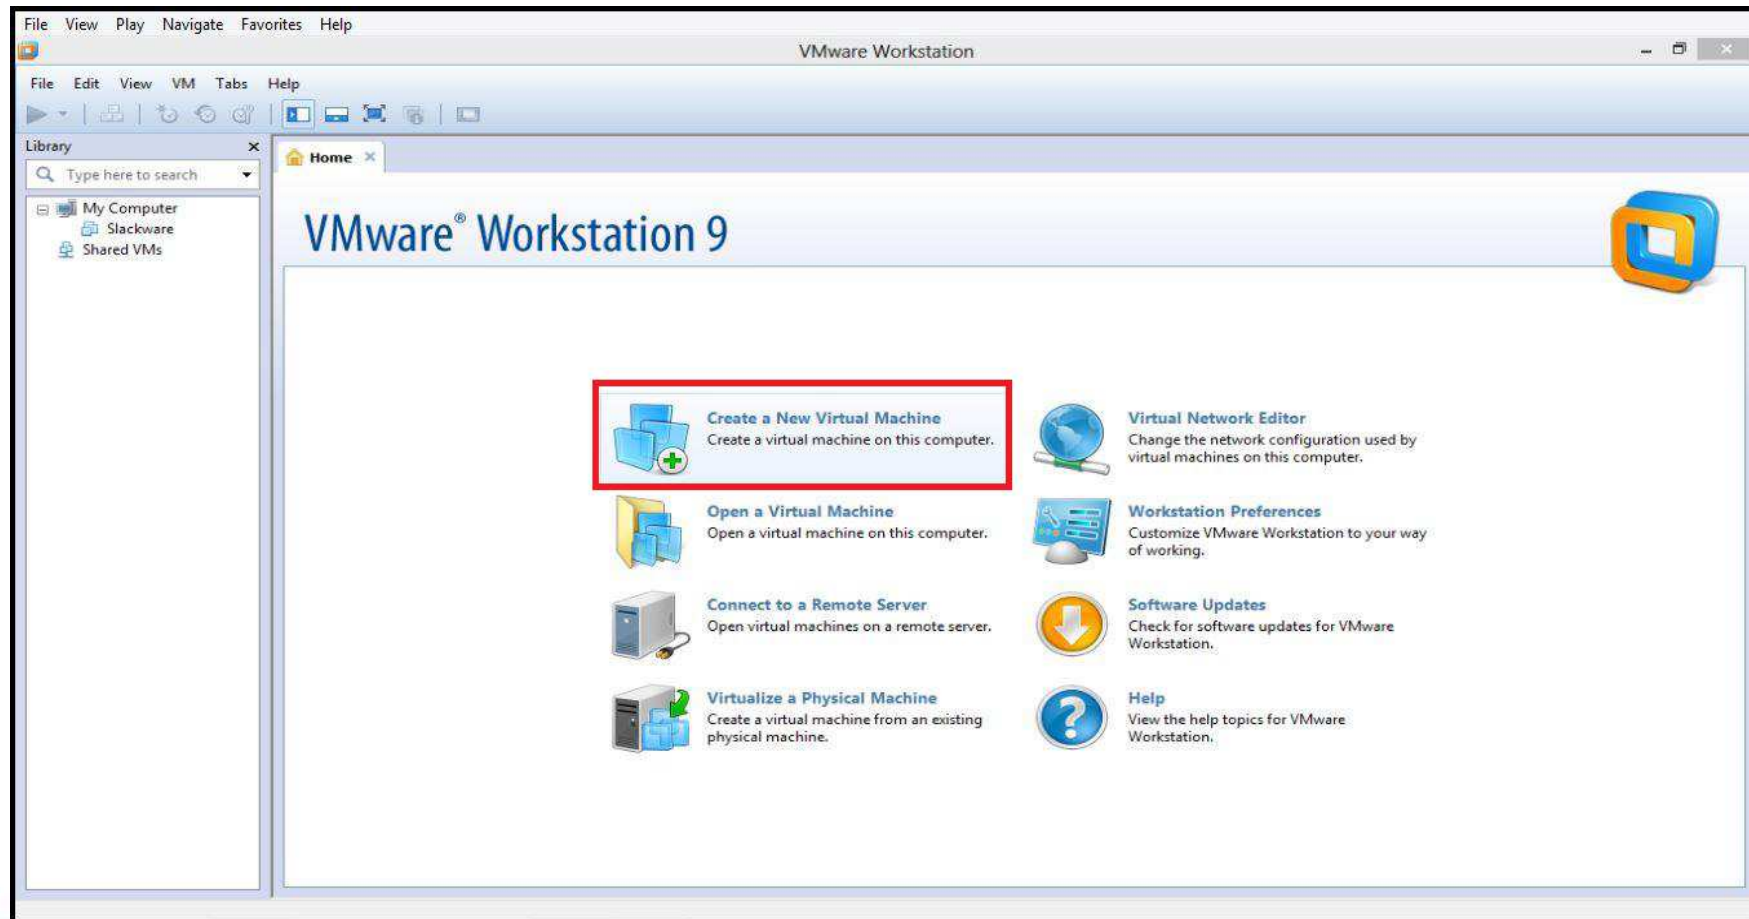 File View Play Navigate Favorites Help
VMware Workstation
File Edit View VM Tabs Help
Library
Type here to search
My Computer
Slackware
Shared VMs
Home
VMware® Workstation 9
Create a New Virtual Machine
Create a virtual machine on this computer.
Open a Virtual Machine
Open a virtual machine on this computer.
Connect to a Remote Server
Open virtual machines on a remote server.
Virtualize a Physical Machine
Create a virtual machine from an existing
physical machine.
Virtual Network Editor
Change the network configuration used by
virtual machines on this computer.
Workstation Preferences
Customize VMware Workstation to your way
of working.
Software Updates
Check for software updates for VMware
Workstation.
Help
View the help topics for VMware
Workstation.